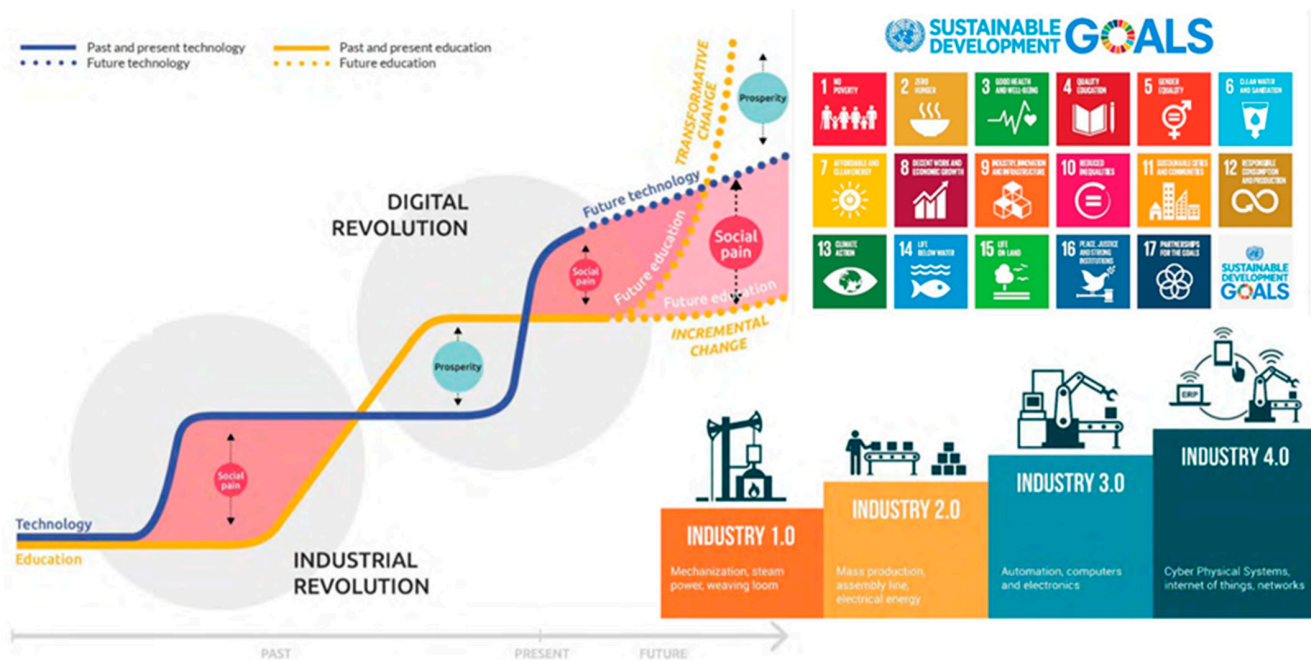 Past and present technology
Future technology
Past and present education
Future education
TRANSFORMATIVE
CHANGE
Prosperity
DIGITAL
REVOLUTION
Future technology
Social
pain
Future education
Social
pain
Future education
INCREMENTAL
CHANGE
Prosperity
Social
pain
Technology
Education
INDUSTRIAL
REVOLUTION
PAST
PRESENT
FUTURE
SUSTAINABLE
DEVELOPMENT
GOALS
1 NO
POVERTY
2 ZERO
HUNGER
3 GOOD HEALTH
AND WELL-BEING
4 QUALITY
EDUCATION
5 GENDER
EQUALITY
6 CLEAN WATER
AND SANITATION
7 AFFORDABLE AND
CLEAN ENERGY
8 DECENT WORK AND
ECONOMIC GROWTH
9 INDUSTRY, INNOVATION
AND INFRASTRUCTURE
10 REDUCED
INEQUALITIES
11 SUSTAINABLE CITIES
AND COMMUNITIES
12 RESPONSIBLE
CONSUMPTION
AND PRODUCTION
13 CLIMATE
ACTION
14 LIFE
BELOW WATER
15 LIFE
ON LAND
16 PEACE, JUSTICE
AND STRONG
INSTITUTIONS
17 PARTNERSHIPS
FOR THE GOALS
SUSTAINABLE
DEVELOPMENT
GOALS
INDUSTRY 1.0
Mechanization, steam
power, weaving loom
INDUSTRY 2.0
Mass production,
assembly line,
electrical energy
INDUSTRY 3.0
Automation, computers
and electronics
ERP
INDUSTRY 4.0
Cyber Physical Systems,
internet of things, networks